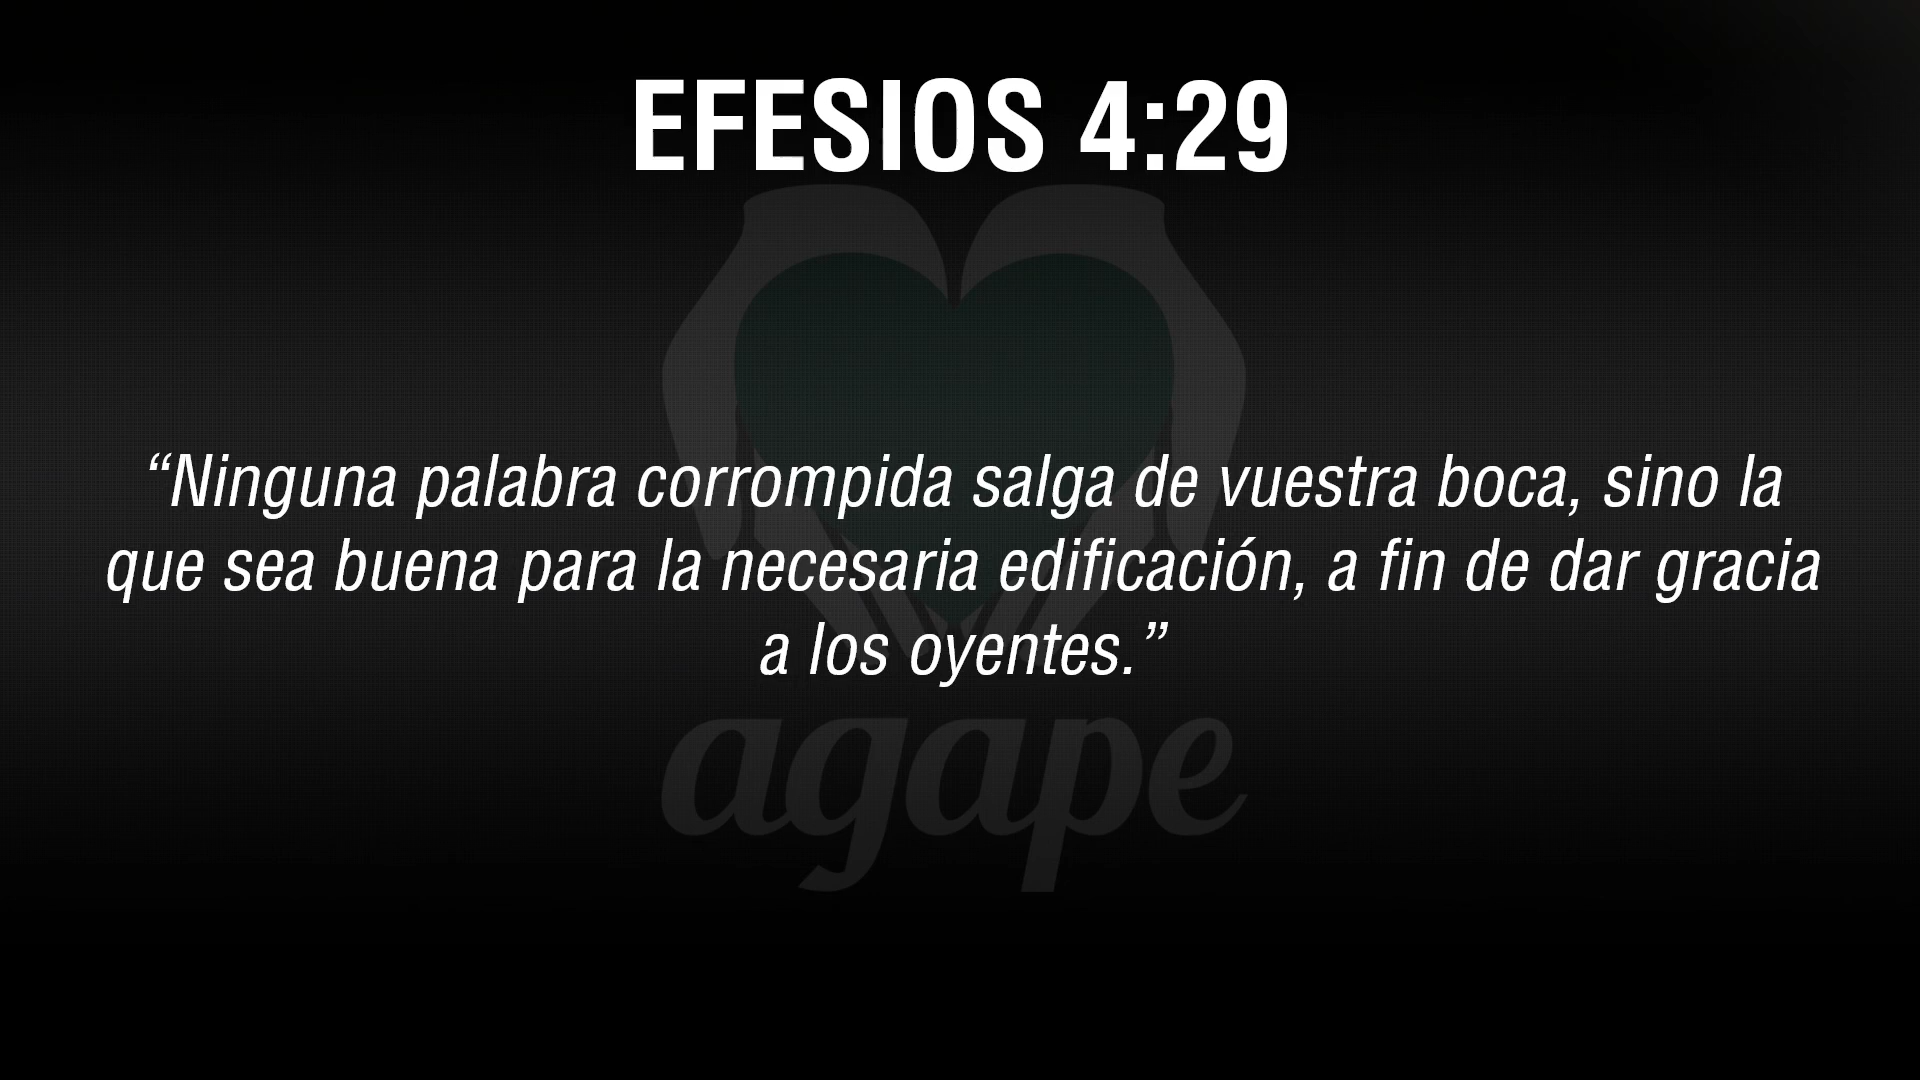 EFESIOS 4:29
“Ninguna palabra corrompida salga de vuestra boca, sino la
que sea buena para la necesaria edificación, a fin de dar gracia
a los oyentes.”
agape